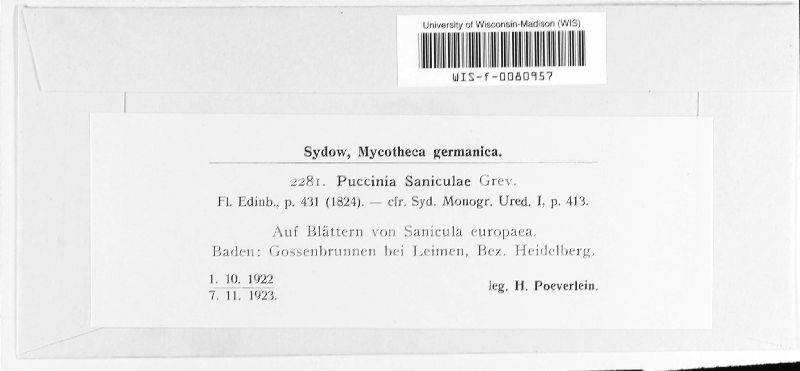 University of Wisconsin-Madison (WIS)
WIS-f-0080957
Sydow, Mycotheca germanica.
2281. Puccinia Saniculae Grev.
Fl. Edinb., p. 431 (1824). — cfr. Syd. Monogr. Ured. I, p. 413.
Auf Blättern von Sanicula europaea.
Baden: Gossenbrunnen bei Leimen, Bez. Heidelberg.
1. 10. 1922
7. 11. 1923.
leg. H. Poeverlein.